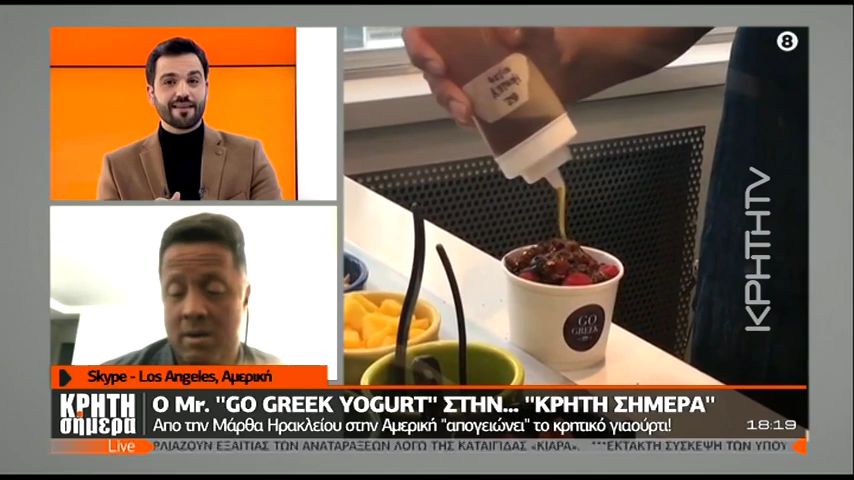 8
GO
GREEK
ΚΡΗΤΗTV
Skype - Los Angeles, Αμερική
ΚΡΗΤΗ
σήμερα
Ο Mr. "GO GREEK YOGURT" ΣΤΗΝ... "ΚΡΗΤΗ ΣΗΜΕΡΑ"
Απο την Μάρθα Ηρακλείου στην Αμερική "απογειώνει" το κρητικό γιαούρτι!
18:19
Live
ΡΛΙΑΖΟΥΝ ΕΞΑΙΤΙΑΣ ΤΩΝ ΑΝΑΤΑΡΑΞΕΩΝ ΛΟΓΩ ΤΗΣ ΚΑΤΑΙΓΙΔΑΣ «ΚΙΑΡΑ». ***ΕΚΤΑΚΤΗ ΣΥΣΚΕΨΗ ΤΩΝ ΥΠΟΥ